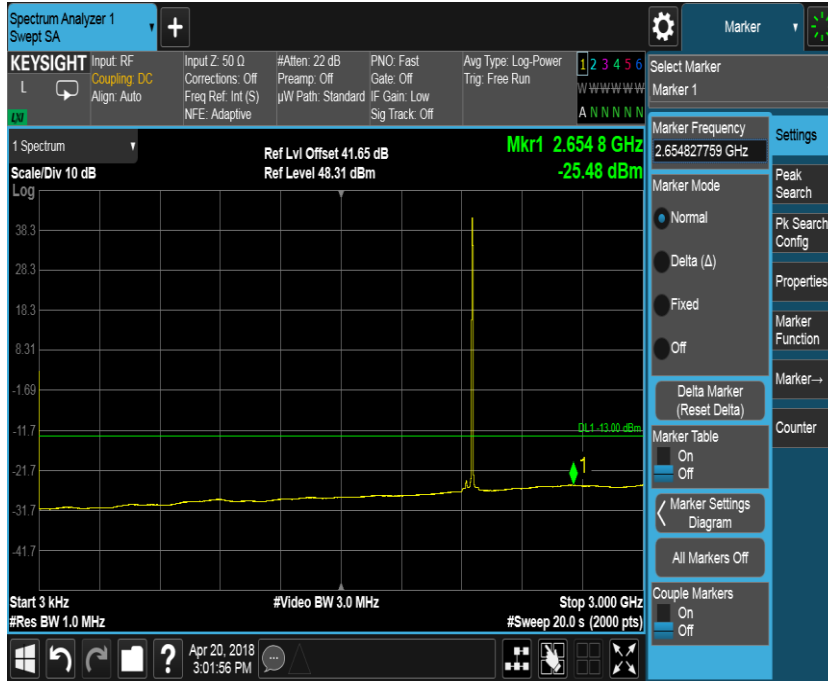 Spectrum Analyzer 1
Swept SA
+
Marker
KEYSIGHT
L
LXI
Input: RF
Coupling: DC
Align: Auto
Input Z: 50 Ω
Corrections: Off
Freq Ref: Int (S)
NFE: Adaptive
#Atten: 22 dB
Preamp: Off
µW Path: Standard
PNO: Fast
Gate: Off
IF Gain: Low
Sig Track: Off
Avg Type: Log-Power
Trig: Free Run
1 2 3 4 5 6
W W W W W W
A N N N N N
Select Marker
Marker 1
1 Spectrum
Scale/Div 10 dB
Log
Ref Lvl Offset 41.65 dB
Ref Level 48.31 dBm
Mkr1 2.654 8 GHz
-25.48 dBm
38.3
28.3
18.3
8.31
-1.69
-11.7
-21.7
-31.7
-41.7
DL1 -13.00 dBm
1
Start 3 kHz
#Res BW 1.0 MHz
#Video BW 3.0 MHz
Stop 3.000 GHz
#Sweep 20.0 s (2000 pts)
Marker Frequency
2.654827759 GHz
Marker Mode
Normal
Delta (Δ)
Fixed
Off
Delta Marker
(Reset Delta)
Marker Table
On
Off
Marker Settings
Diagram
All Markers Off
Couple Markers
On
Off
Settings
Peak
Search
Pk Search
Config
Properties
Marker
Function
Marker→
Counter
?
Apr 20, 2018
3:01:56 PM